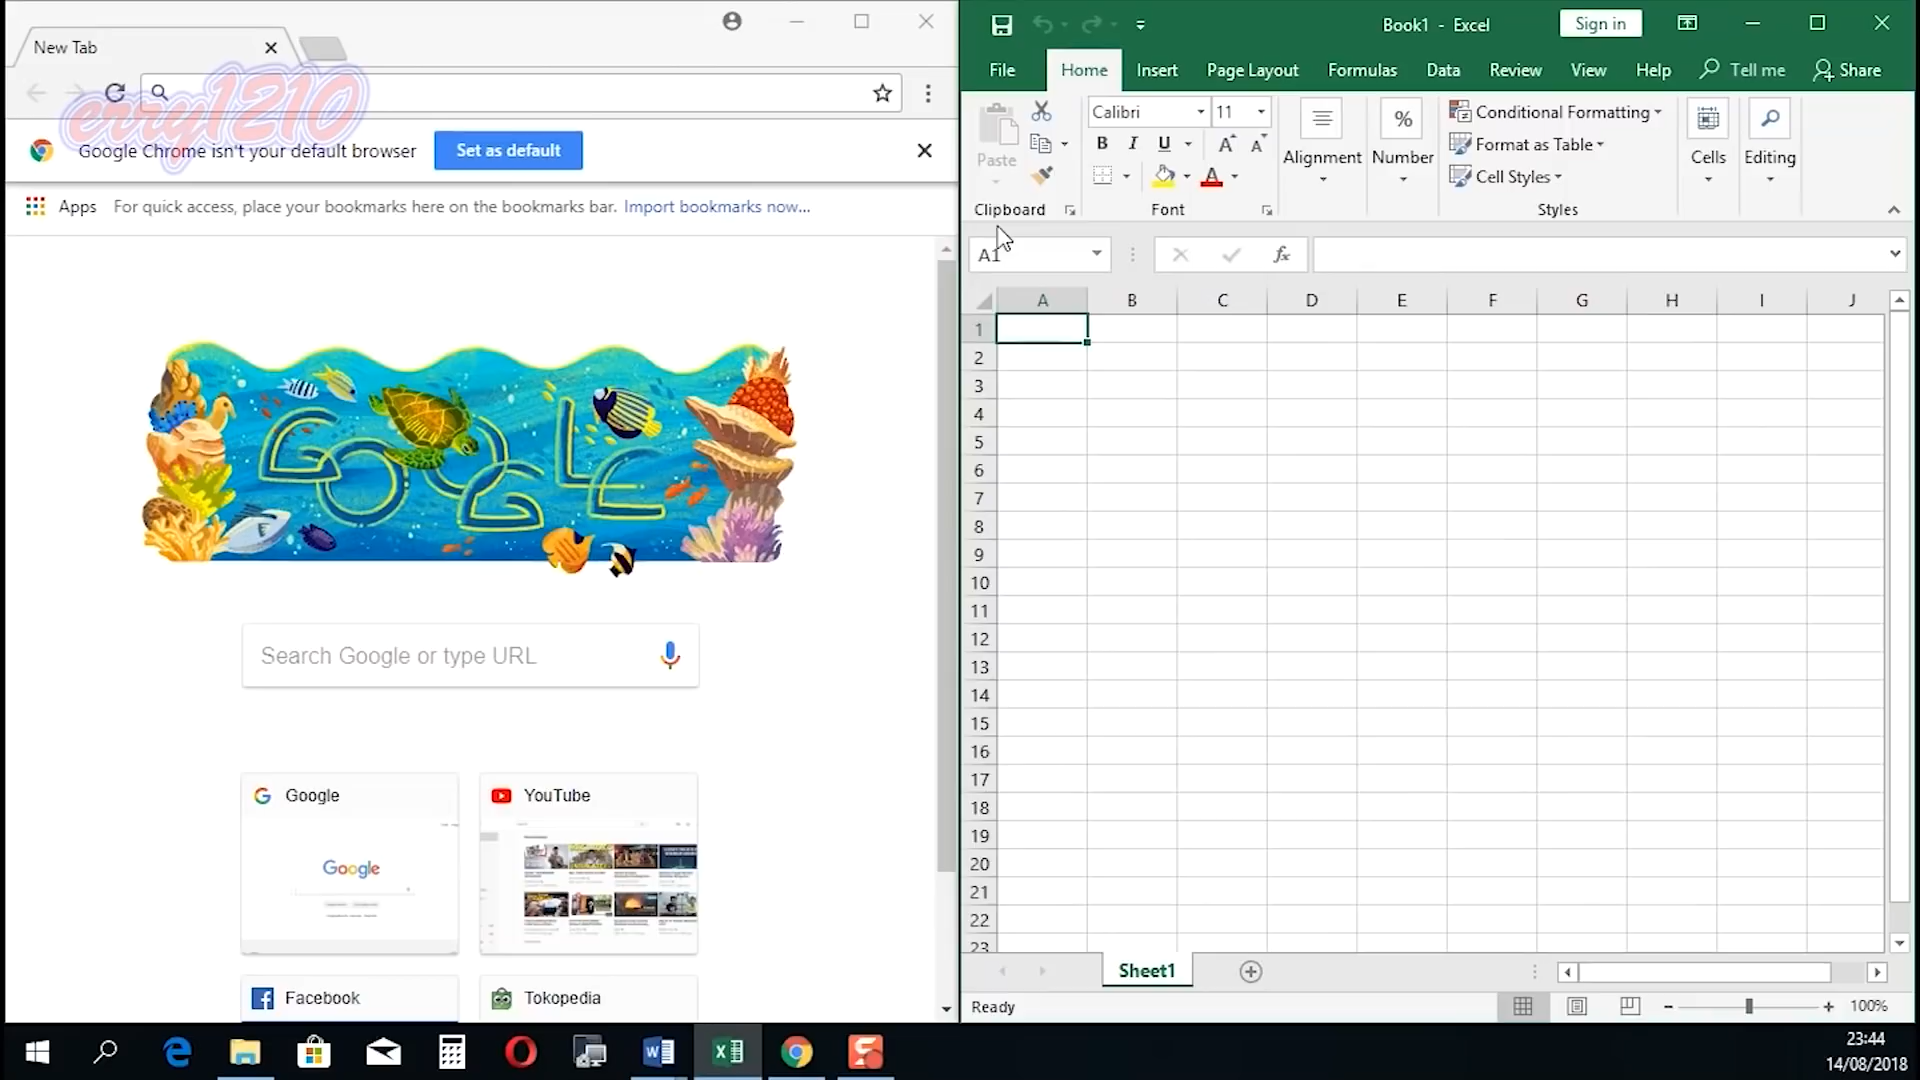 New Tab
erry1210
Google Chrome isn't your default browser
Set as default
Apps
For quick access, place your bookmarks here on the bookmarks bar. Import bookmarks now...
GOOGLE
Search Google or type URL
Google
YouTube
Google
Facebook
Tokopedia
Book1 - Excel
Sign in
File Home Insert Page Layout Formulas Data Review View Help Tell me Share
Paste
Clipboard
Calibri 11
B I U A A
A
Font
Alignment
%
Number
Conditional Formatting
Format as Table
Cell Styles
Styles
Cells
Editing
A1
fx
A B C D E F G H I J
1
2
3
4
5
6
7
8
9
10
11
12
13
14
15
16
17
18
19
20
21
22
23
Sheet1
Ready
100%
23:44
14/08/2018